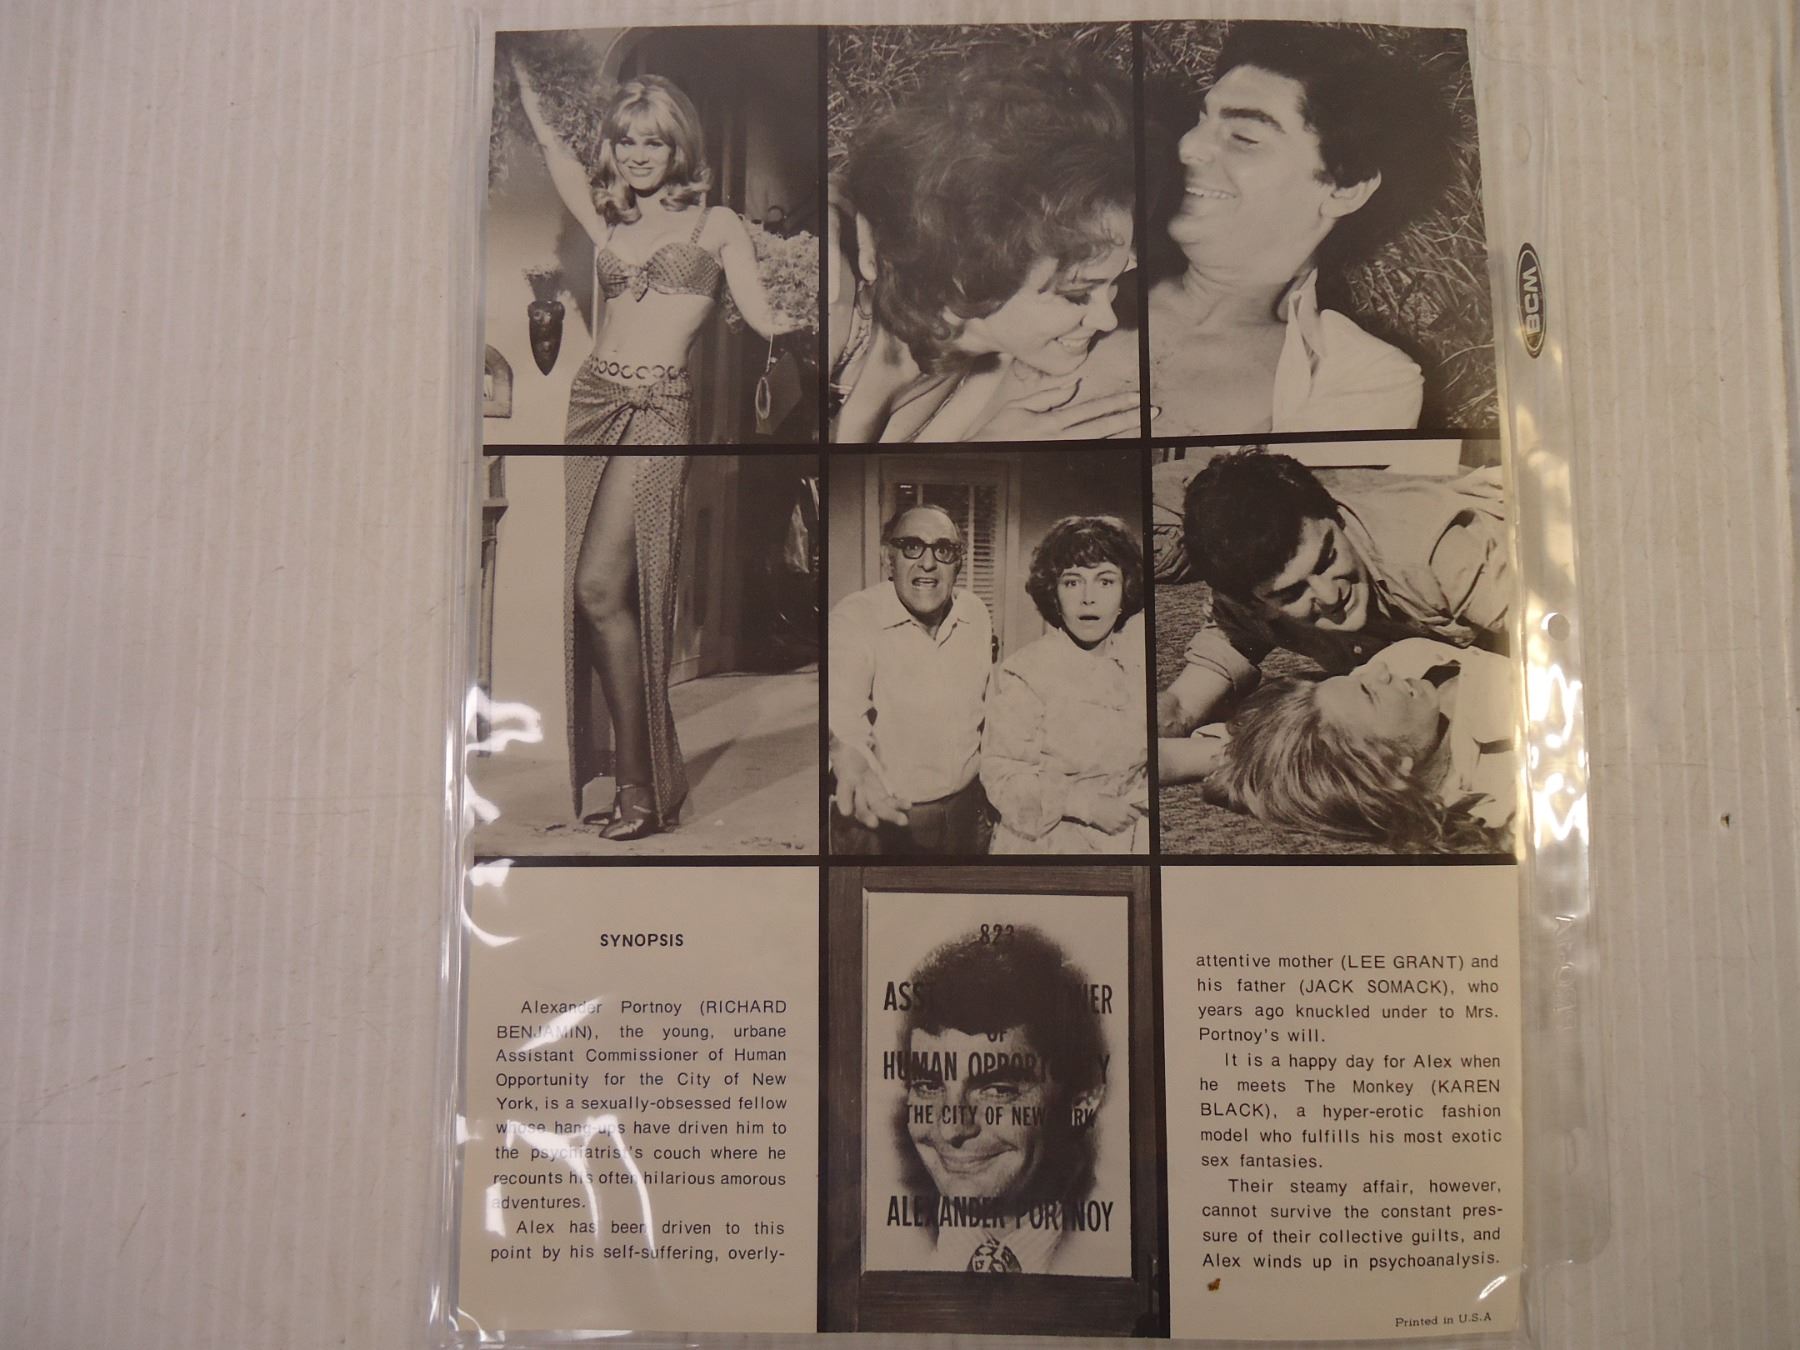 SYNOPSIS
Alexander Portnoy (RICHARD
BENJAMIN), the young, urbane
Assistant Commissioner of Human
Opportunity for the City of New
York, is a sexually-obsessed fellow
whose hang-ups have driven him to
the psychiatrist's couch where he
recounts his often hilarious amorous
adventures.
Alex has been driven to this
point by his self-suffering, overly-
823
OF
HUMAN OPPORTUNITY
THE CITY OF NEW YORK
ALEXANDER PORTNOY
attentive mother (LEE GRANT) and
his father (JACK SOMACK), who
years ago knuckled under to Mrs.
Portnoy's will.
It is a happy day for Alex when
he meets The Monkey (KAREN
BLACK), a hyper-erotic fashion
model who fulfills his most exotic
sex fantasies.
Their steamy affair, however,
cannot survive the constant pres-
sure of their collective guilts, and
Alex winds up in psychoanalysis.
Printed in U.S.A
BCW